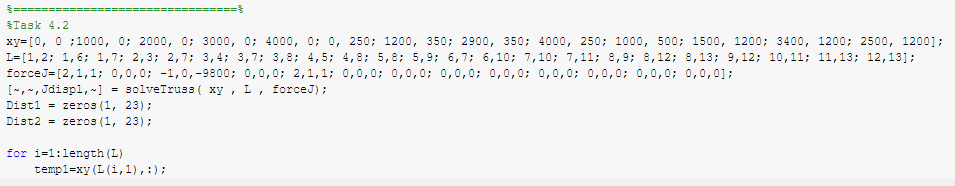 %=================================%
%Task 4.2
xy=[0, 0 ;1000, 0; 2000, 0; 3000, 0; 4000, 0; 0, 250; 1200, 350; 2900, 350; 4000, 250; 1000, 500; 1500, 1200; 3400, 1200; 2500, 1200];
L=[1,2; 1,6; 1,7; 2,3; 2,7; 3,4; 3,7; 3,8; 4,5; 4,8; 5,8; 5,9; 6,7; 6,10; 7,10; 7,11; 8,9; 8,12; 8,13; 9,12; 10,11; 11,13; 12,13];
forceJ=[2,1,1; 0,0,0; -1,0,-9800; 0,0,0; 2,1,1; 0,0,0; 0,0,0; 0,0,0; 0,0,0; 0,0,0; 0,0,0; 0,0,0; 0,0,0];
[~,~,Jdispl,~] = solveTruss( xy , L , forceJ);
Dist1 = zeros(1, 23);
Dist2 = zeros(1, 23);
for i=1:length(L)
temp1=xy(L(i,1),:);